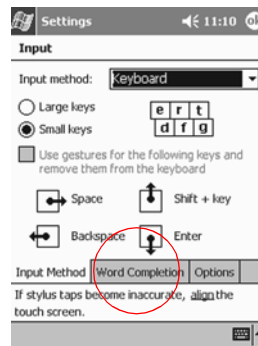 Settings 11:10 ok
Input
Input method: Keyboard
Large keys
e r t
Small keys
d f g
Use gestures for the following keys and
remove them from the keyboard
Space Shift + key
Backspace Enter
Input Method Word Completion Options
If stylus taps become inaccurate, align the
touch screen.